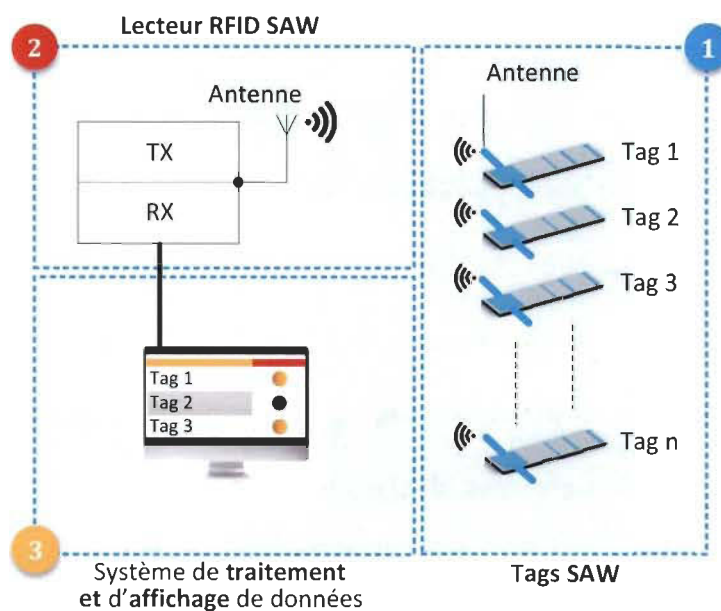 Lecteur RFID SAW
2
1
Antenne
Antenne
TX
RX
Tag 1
Tag 2
Tag 3
Tag n
Tag 1
Tag 2
Tag 3
3
Système de traitement
et d'affichage de données
Tags SAW